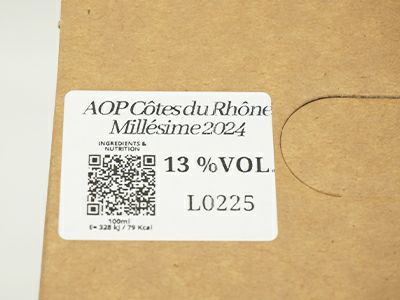 AOP Côtes du Rhône
Millésime 2024
INGREDIENTS &
NUTRITION
13 % VOL.
L0225
100ml
E= 328 kJ / 79 Kcal